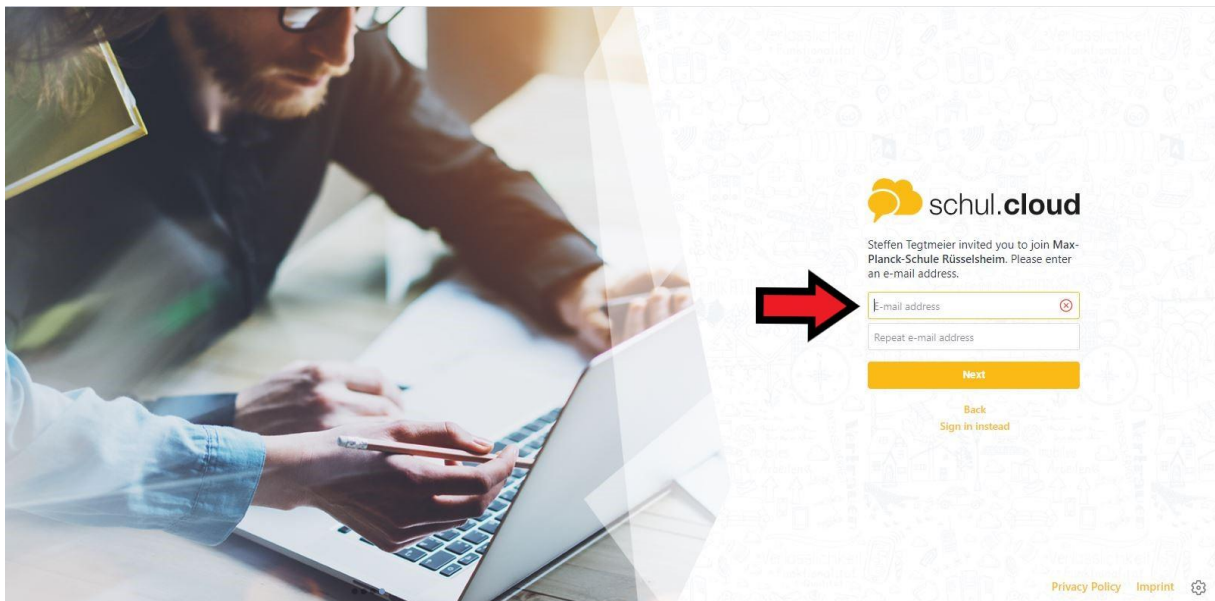 schul.cloud
Steffen Tegtmeier invited you to join Max-
Planck-Schule Rüsselsheim. Please enter
an e-mail address.
E-mail address
Repeat e-mail address
Next
Back
Sign in instead
Privacy Policy Imprint